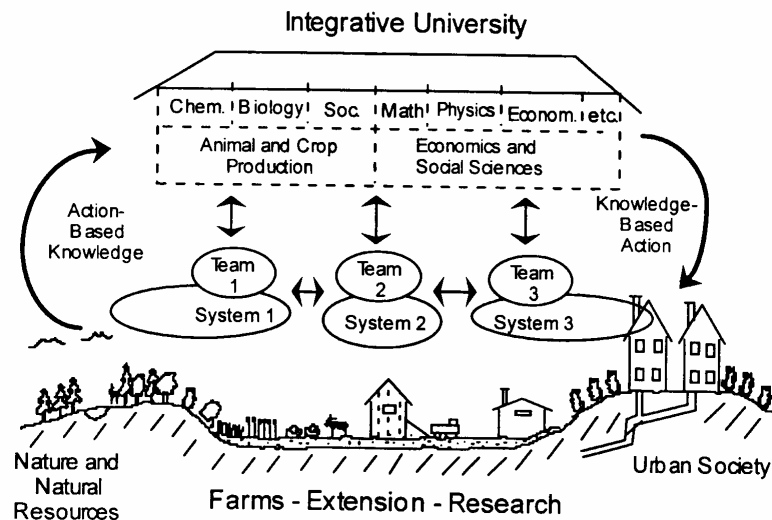 Integrative University
Chem. Biology Soc. Math Physics Econom. etc.
Animal and Crop
Production
Economics and
Social Sciences
Action-
Based
Knowledge
Knowledge-
Based
Action
Team
1
System 1
Team
2
System 2
Team
3
System 3
Nature and
Natural
Resources
Farms - Extension - Research
Urban Society